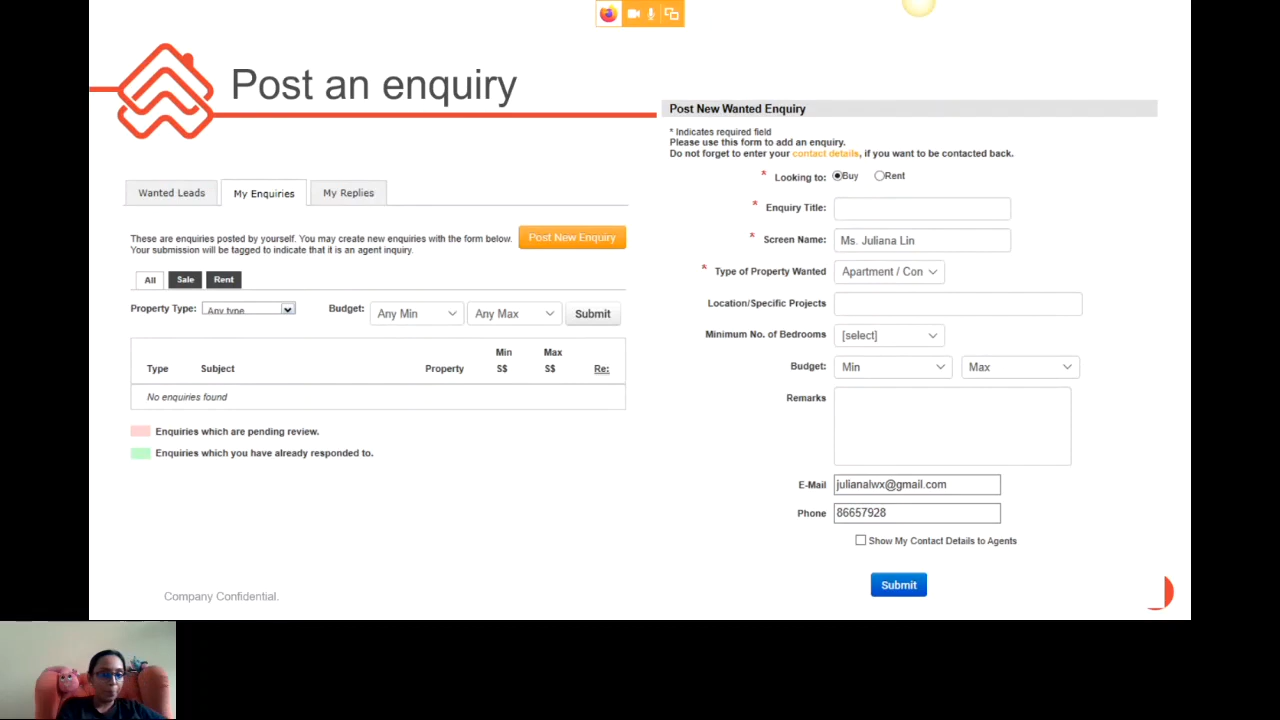 Post an enquiry
Wanted Leads
My Enquiries
My Replies
These are enquiries posted by yourself. You may create new enquiries with the form below.
Your submission will be tagged to indicate that it is an agent inquiry.
Post New Enquiry
All
Sale
Rent
Property Type:
Any type
Budget:
Any Min
Any Max
Submit
Min
Max
Type
Subject
Property
S$
S$
Re:
No enquiries found
Enquiries which are pending review.
Enquiries which you have already responded to.
Company Confidential.
Post New Wanted Enquiry
* Indicates required field
Please use this form to add an enquiry.
Do not forget to enter your contact details, if you want to be contacted back.
* Looking to: Buy Rent
* Enquiry Title:
* Screen Name: Ms. Juliana Lin
* Type of Property Wanted Apartment / Con
Location/Specific Projects
Minimum No. of Bedrooms [select]
Budget: Min Max
Remarks
E-Mail julianalwx@gmail.com
Phone 86657928
Show My Contact Details to Agents
Submit